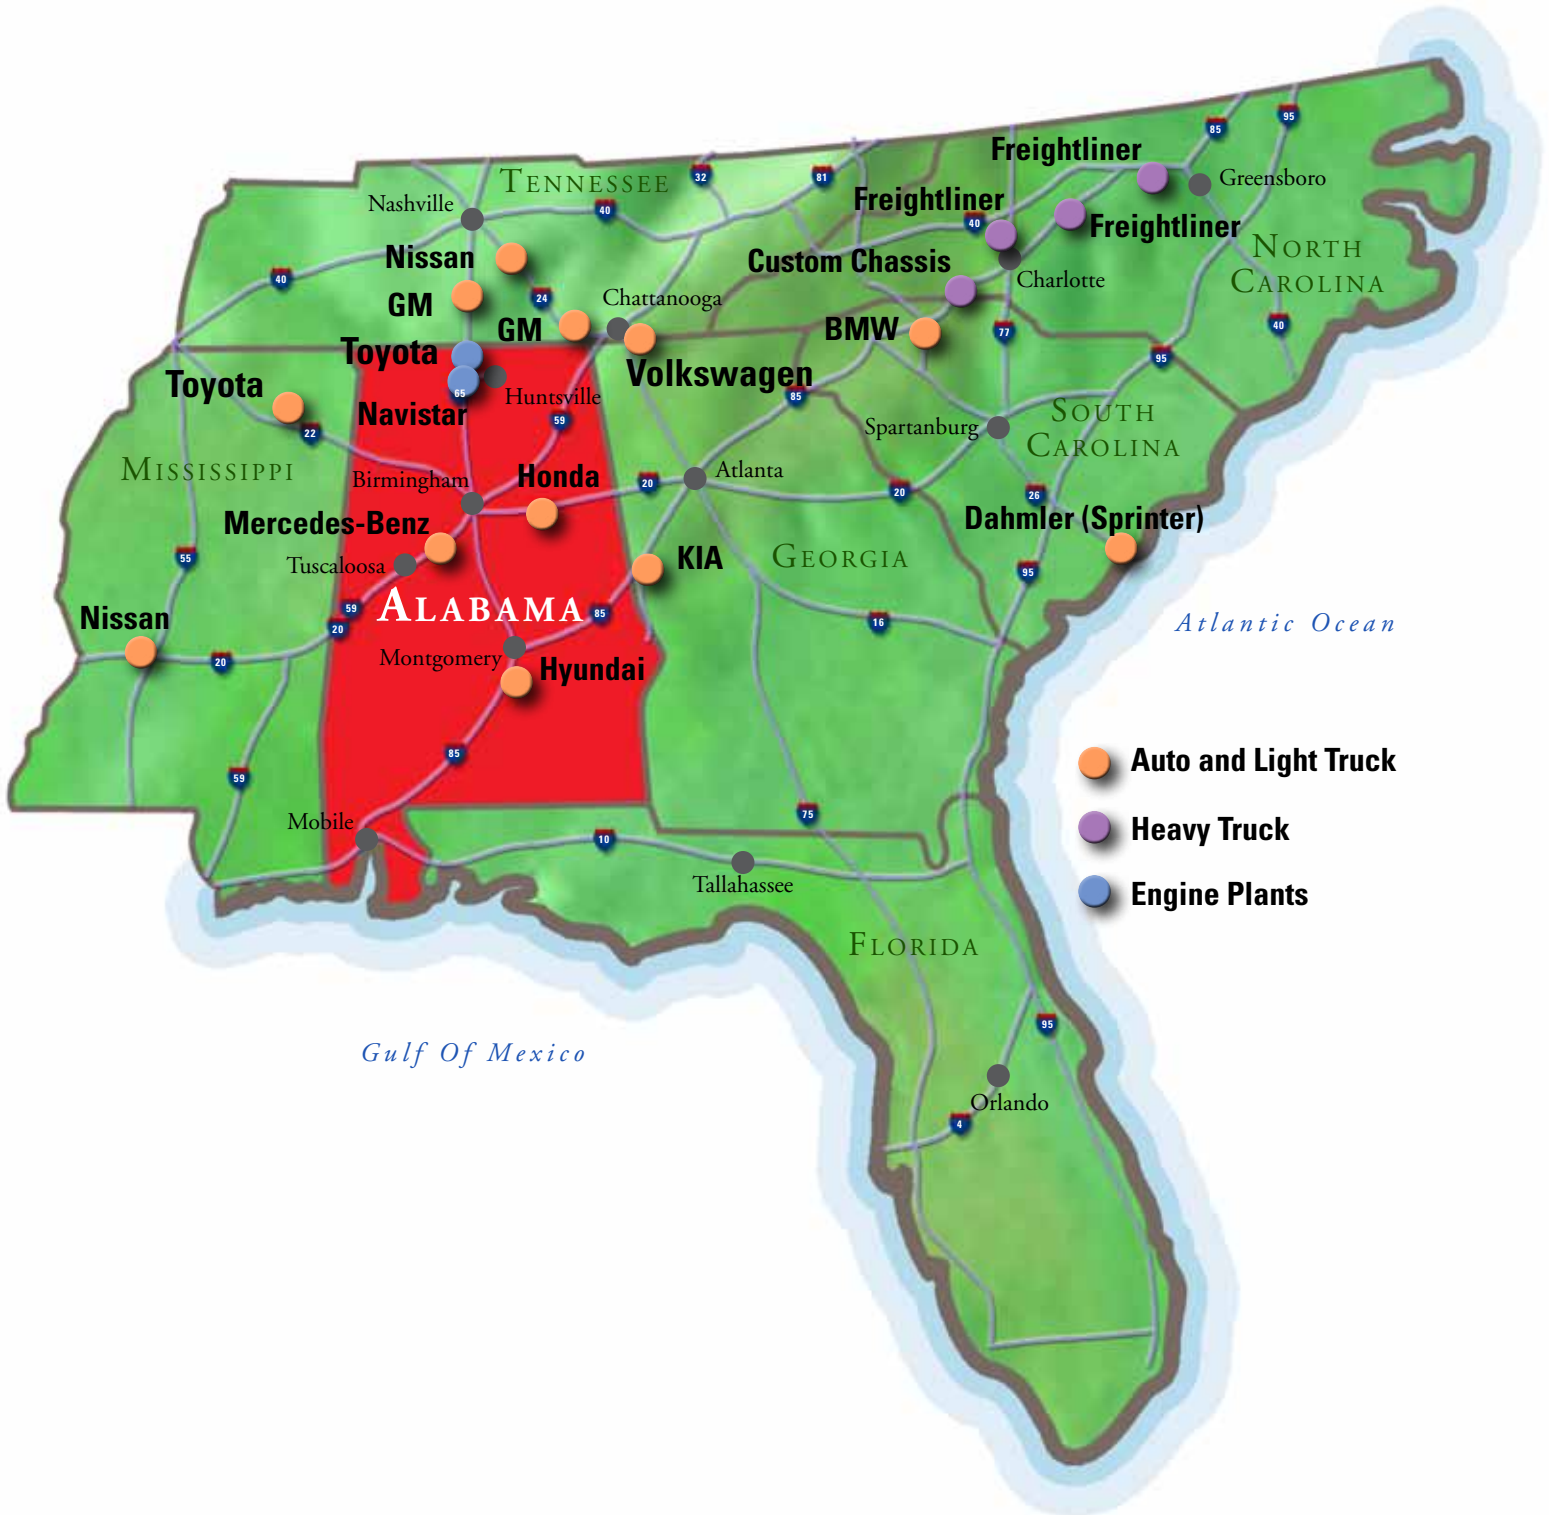 95
85
Freightliner
Tennessee
32
81
Greensboro
Nashville
40
Freightliner
40
Freightliner
Nissan
Custom Chassis
North
Carolina
40
24
Charlotte
GM
Chattanooga
GM
BMW
77
40
Toyota
95
Toyota
Volkswagen
65
Huntsville
85
Navistar
59
22
Spartanburg
South
Carolina
Mississippi
Birmingham
Honda
20
Atlanta
20
26
Mercedes-Benz
Dahmler (Sprinter)
55
Tuscaloosa
KIA
Georgia
95
59
Alabama
85
Nissan
20
16
Atlantic Ocean
20
Montgomery
Hyundai
85
59
Auto and Light Truck
75
Mobile
10
Heavy Truck
Tallahassee
Engine Plants
Florida
95
Gulf Of Mexico
Orlando
4